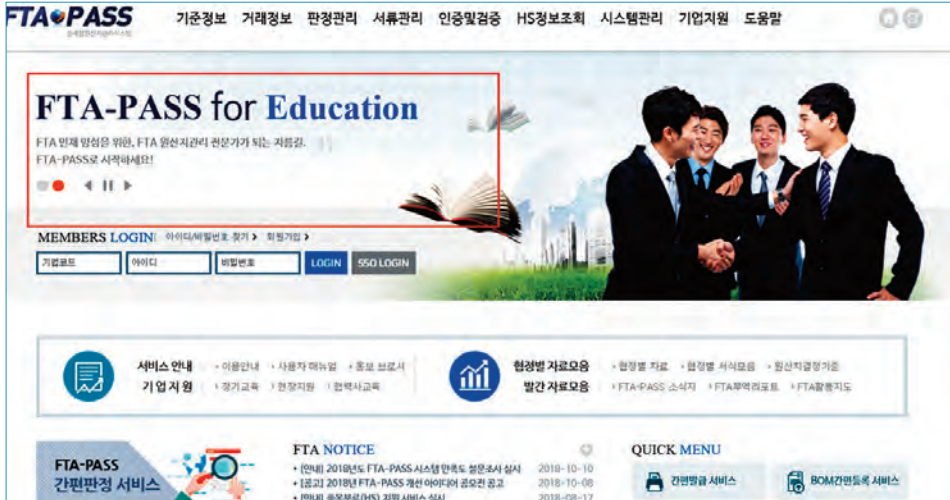 FTA PASS
기준정보 거래정보 판정관리 서류관리 인증및검증 HS정보조회 시스템관리 기업지원 도움말
FTA-PASS for Education
FTA 인재 양성을 위한, FTA 원산지관리 전문가가 되는 지름길.
FTA-PASS로 시작하세요!
MEMBERS LOGIN 아이디/비밀번호 찾기 회원가입
기업코드 아이디 비밀번호 LOGIN SSO LOGIN
서비스 안내 이용안내 사용자 매뉴얼 홍보 브로셔
기업지원 정기교육 현장지원 협력사교육
협정별 자료모음 협정별 자료 협정별 서식모음 원산지결정기준
발간 자료모음 FTA-PASS 소식지 FTA무역리포트 FTA활용지도
FTA-PASS
간편판정 서비스
FTA NOTICE
• [안내] 2018년도 FTA-PASS 시스템 만족도 설문조사 실시 2018-10-10
• [공고] 2018년 FTA-PASS 개선 아이디어 공모전 공고 2018-10-08
• [안내] 품목분류(HS) 지원 서비스 실시 2018-08-17
QUICK MENU
간편발급 서비스
BOM간편등록 서비스